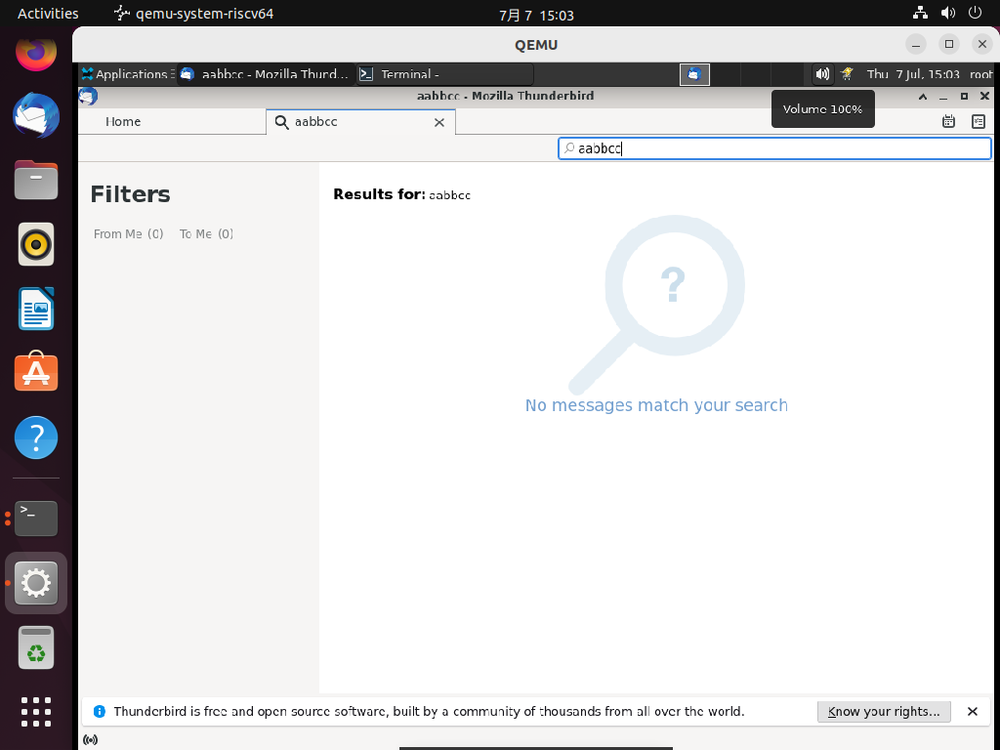 Activities qemu-system-riscv64 7月 7 15:03
QEMU
Applications aabbcc - Mozilla Thund... Terminal - Thu 7 Jul, 15:03 root
aabbcc - Mozilla Thunderbird
Volume 100%
Home aabbcc
aabbcc
Filters
From Me (0) To Me (0)
Results for: aabbcc
?
No messages match your search
Thunderbird is free and open source software, built by a community of thousands from all over the world. Know your rights...